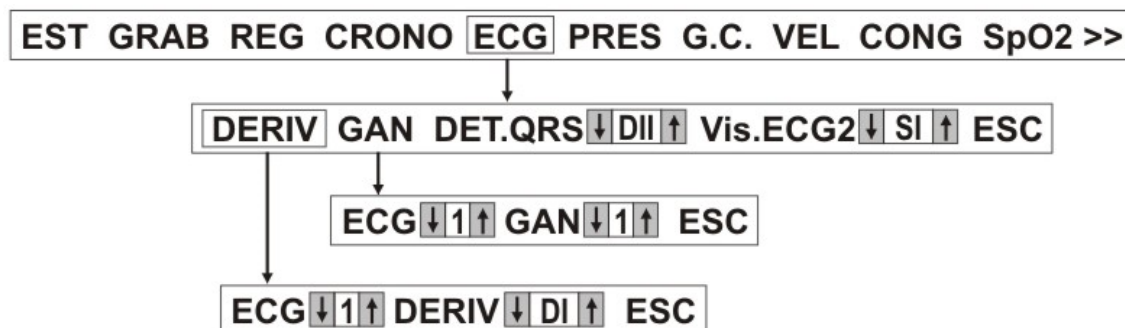 EST GRAB REG CRONO ECG PRES G.C. VEL CONG SpO2 >>
DERIV GAN DET.QRS ↓ DII ↑ Vis.ECG2 ↓ SI ↑ ESC
ECG ↓ 1 ↑ GAN ↓ 1 ↑ ESC
ECG ↓ 1 ↑ DERIV ↓ DI ↑ ESC